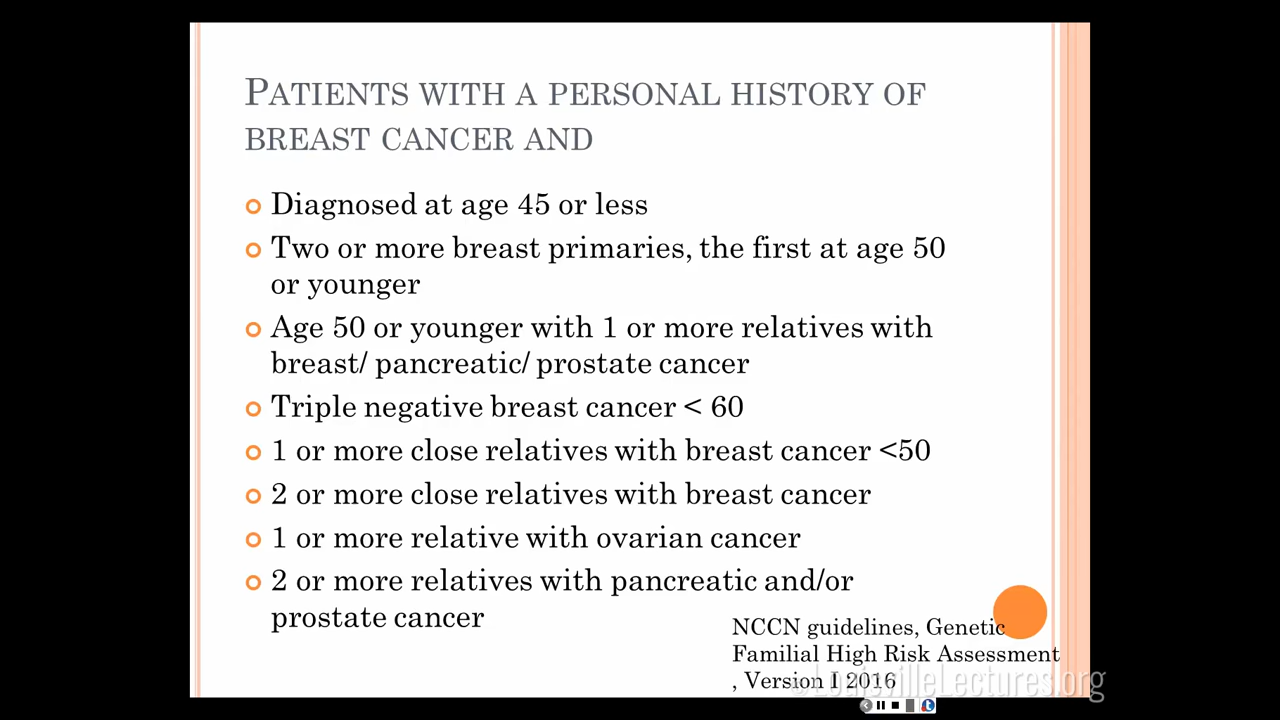 PATIENTS WITH A PERSONAL HISTORY OF
BREAST CANCER AND
Diagnosed at age 45 or less
Two or more breast primaries, the first at age 50
or younger
Age 50 or younger with 1 or more relatives with
breast/ pancreatic/ prostate cancer
Triple negative breast cancer < 60
1 or more close relatives with breast cancer <50
2 or more close relatives with breast cancer
1 or more relative with ovarian cancer
2 or more relatives with pancreatic and/or
prostate cancer
NCCN guidelines, Genetic
Familial High Risk Assessment
, Version I 2016
©LouisvilleLectures.org